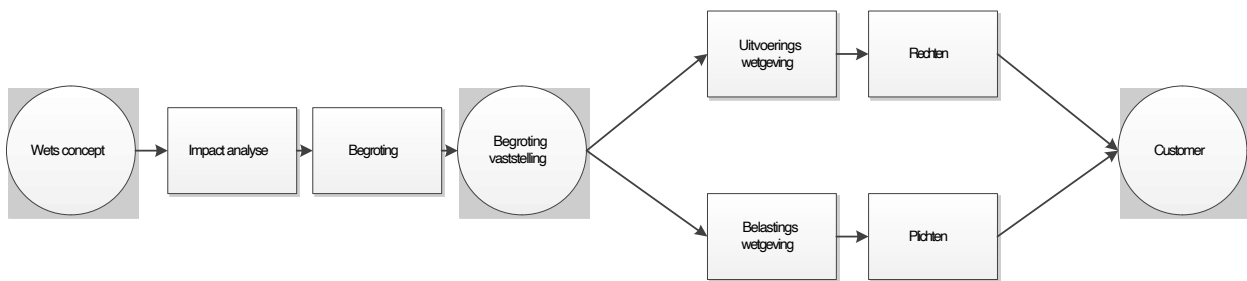 Wets concept
Impact analyse
Begroting
Begroting
vaststelling
Uitvoerings
wetgeving
Rechten
Belastings
wetgeving
Plichten
Customer